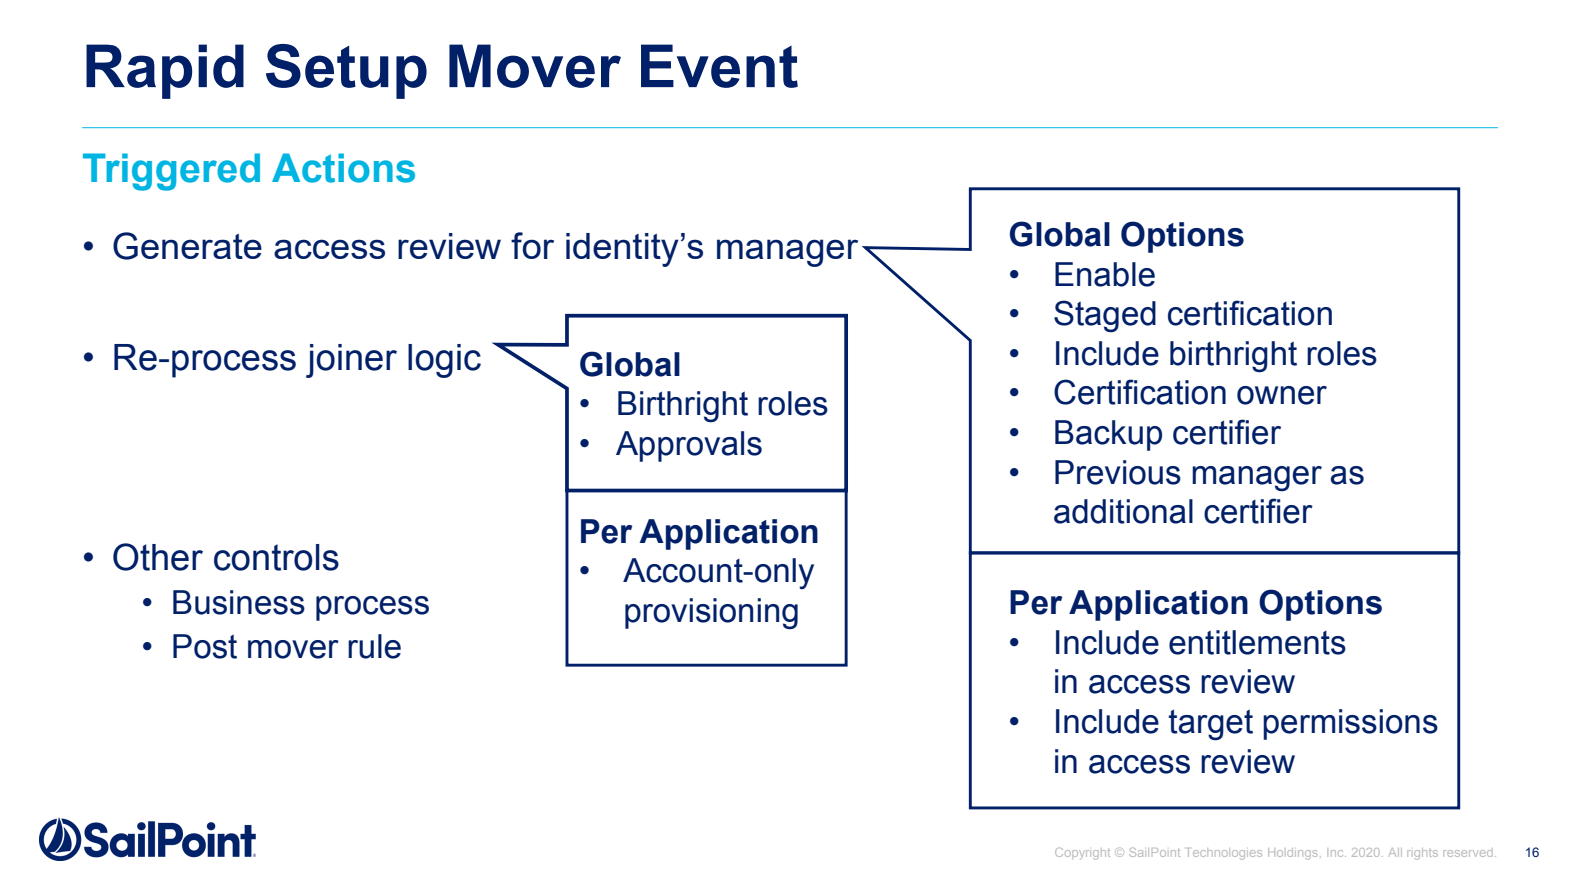 Rapid Setup Mover Event
Triggered Actions
• Generate access review for identity’s manager
• Re-process joiner logic
• Other controls
• Business process
• Post mover rule
Global
• Birthright roles
• Approvals
Per Application
• Account-only
provisioning
Global Options
• Enable
• Staged certification
• Include birthright roles
• Certification owner
• Backup certifier
• Previous manager as
additional certifier
Per Application Options
• Include entitlements
in access review
• Include target permissions
in access review
SailPoint
Copyright © SailPoint Technologies Holdings, Inc. 2020. All rights reserved.
16